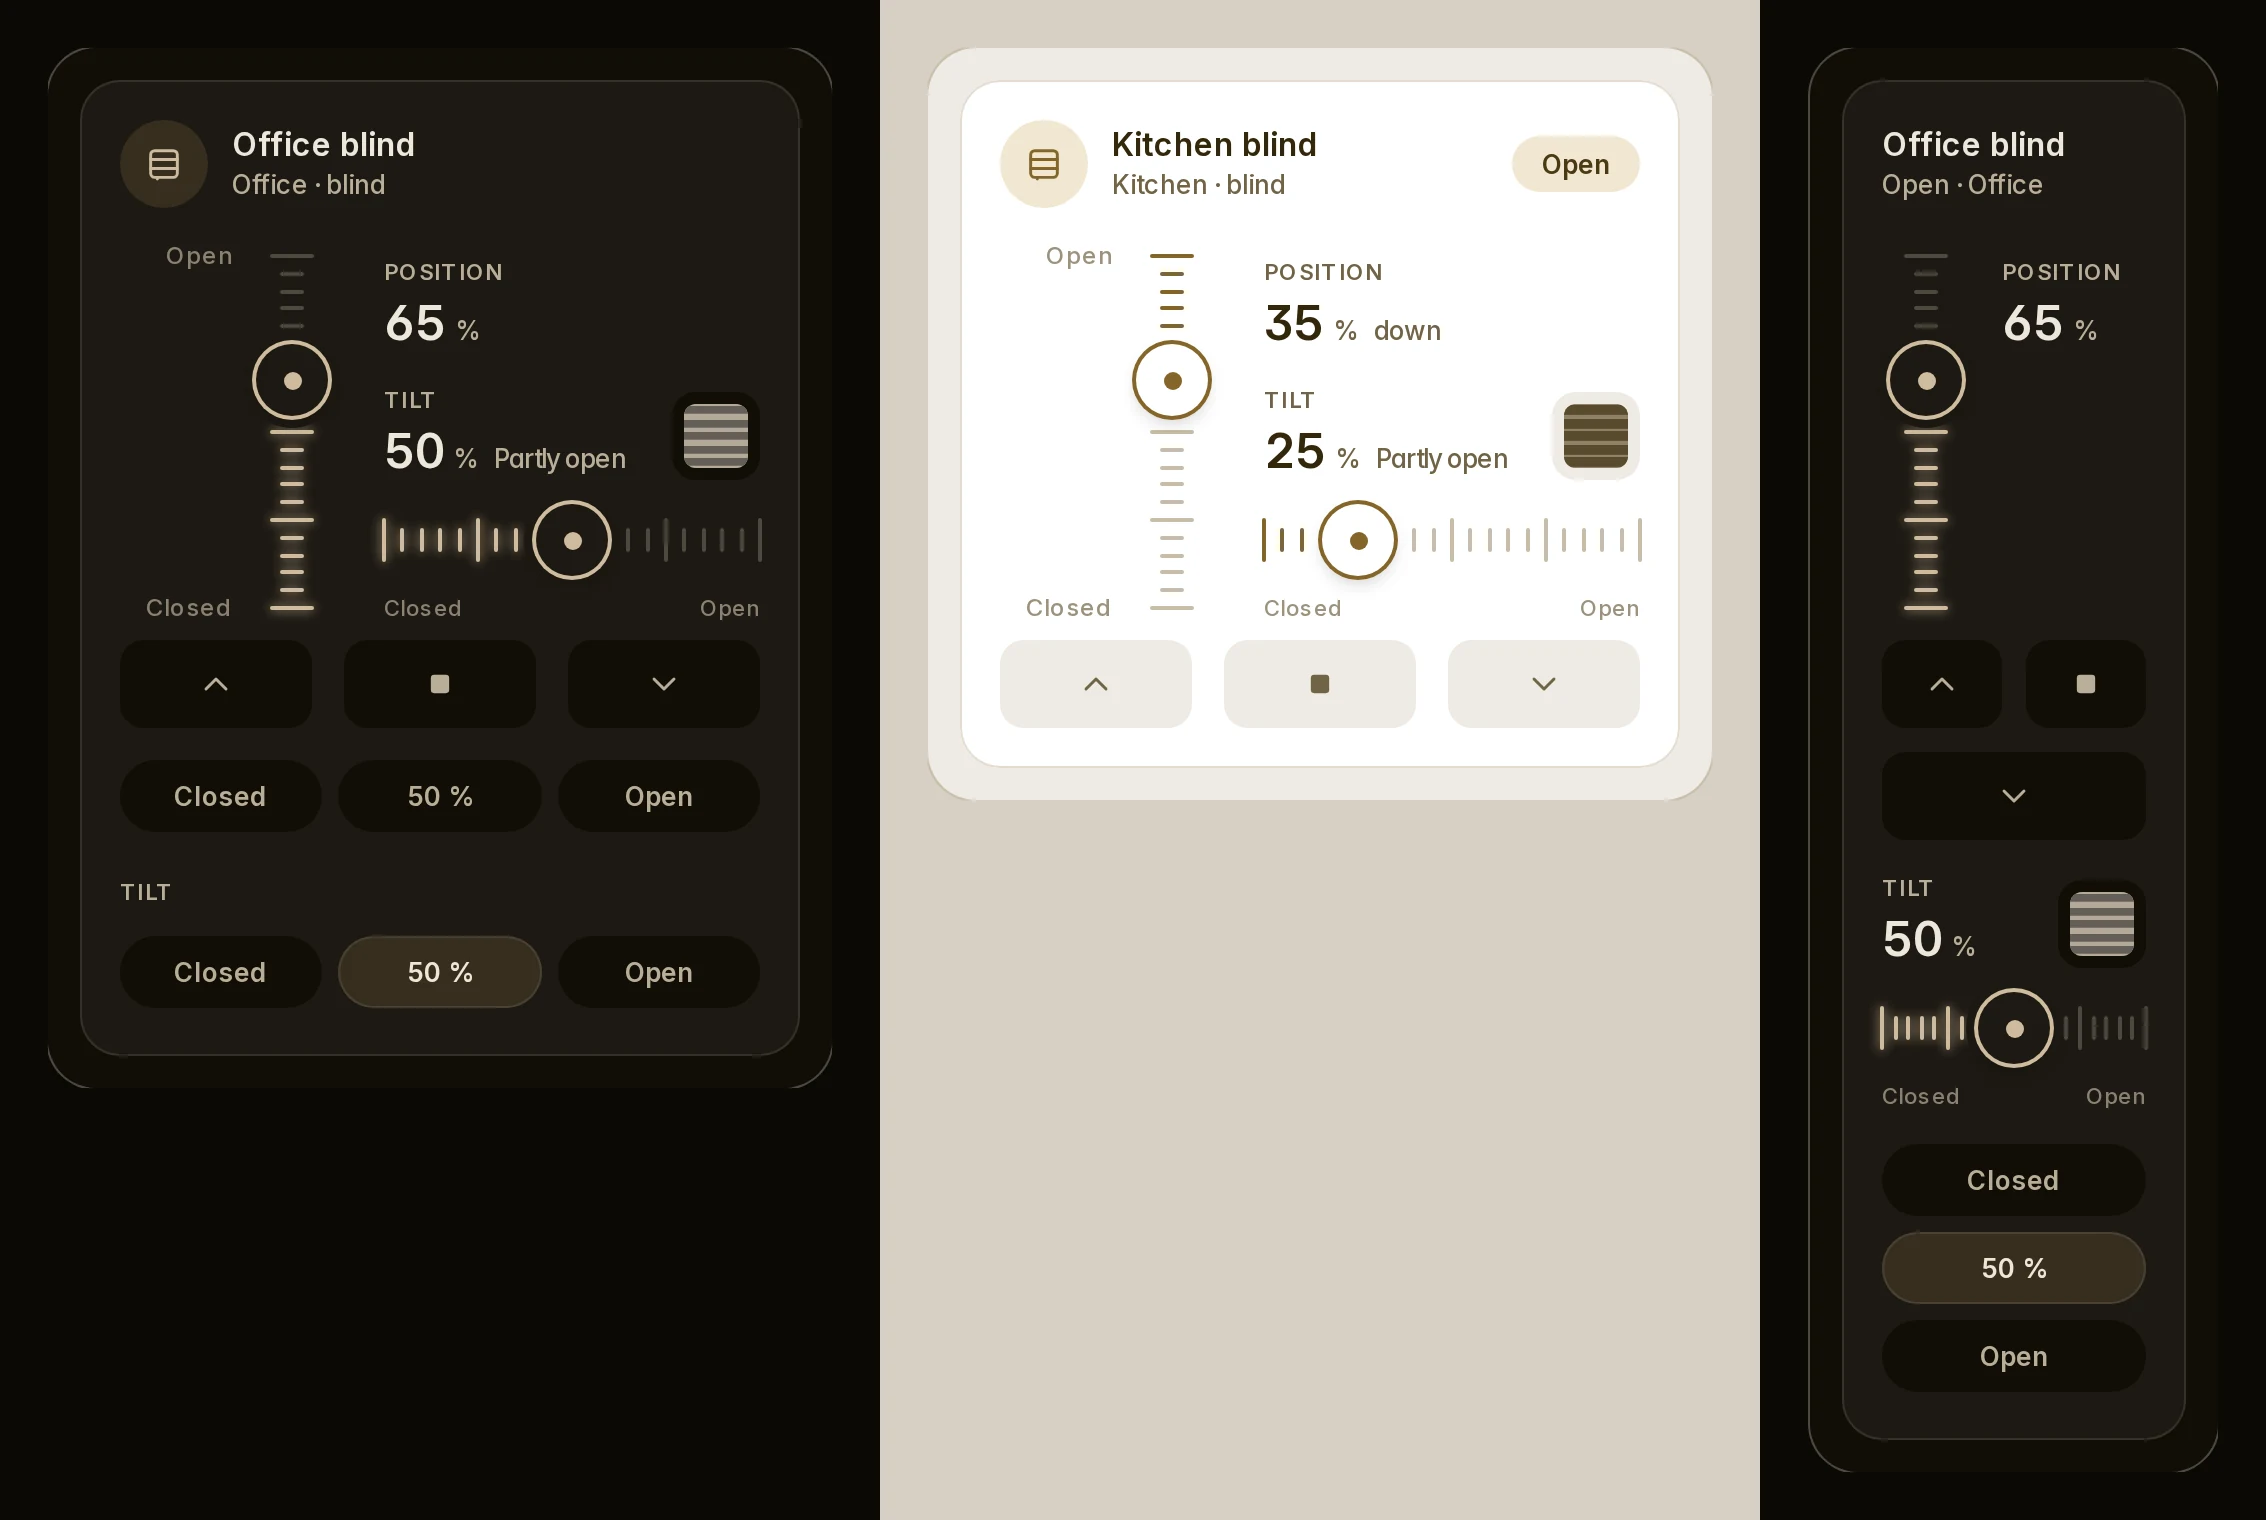 Office blind
Office · blind
Open
POSITION
65 %
TILT
50 % Partly open
Closed
Closed Open
Closed 50 % Open
TILT
Closed 50 % Open
Kitchen blind
Kitchen · blind
Open
Open
POSITION
35 % down
TILT
25 % Partly open
Closed
Closed Open
Office blind
Open · Office
POSITION
65 %
TILT
50 %
Closed Open
Closed
50 %
Open